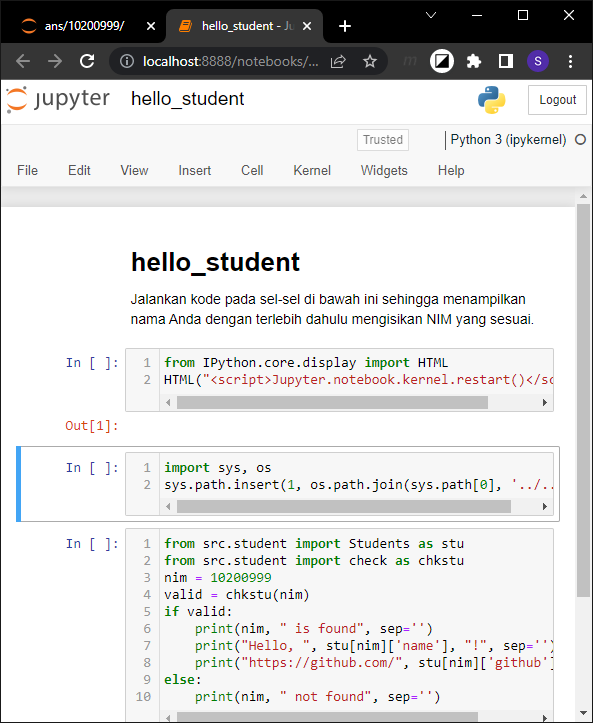 ans/10200999/
hello_student - Ju
localhost:8888/notebooks/...
S
jupyter hello_student
Logout
Trusted
Python 3 (ipykernel)
File Edit View Insert Cell Kernel Widgets Help
hello_student
Jalankan kode pada sel-sel di bawah ini sehingga menampilkan
nama Anda dengan terlebih dahulu mengisikan NIM yang sesuai.
In [ ]:
1 from IPython.core.display import HTML
2 HTML("<script>Jupyter.notebook.kernel.restart()</sc
Out[1]:
In [ ]:
1 import sys, os
2 sys.path.insert(1, os.path.join(sys.path[0], '../..
In [ ]:
1 from src.student import Students as stu
2 from src.student import check as chkstu
3 nim = 10200999
4 valid = chkstu(nim)
5 if valid:
6     print(nim, " is found", sep='')
7     print("Hello, ", stu[nim]['name'], "!", sep='')
8     print("https://github.com/", stu[nim]['github']
9 else:
10     print(nim, " not found", sep='')